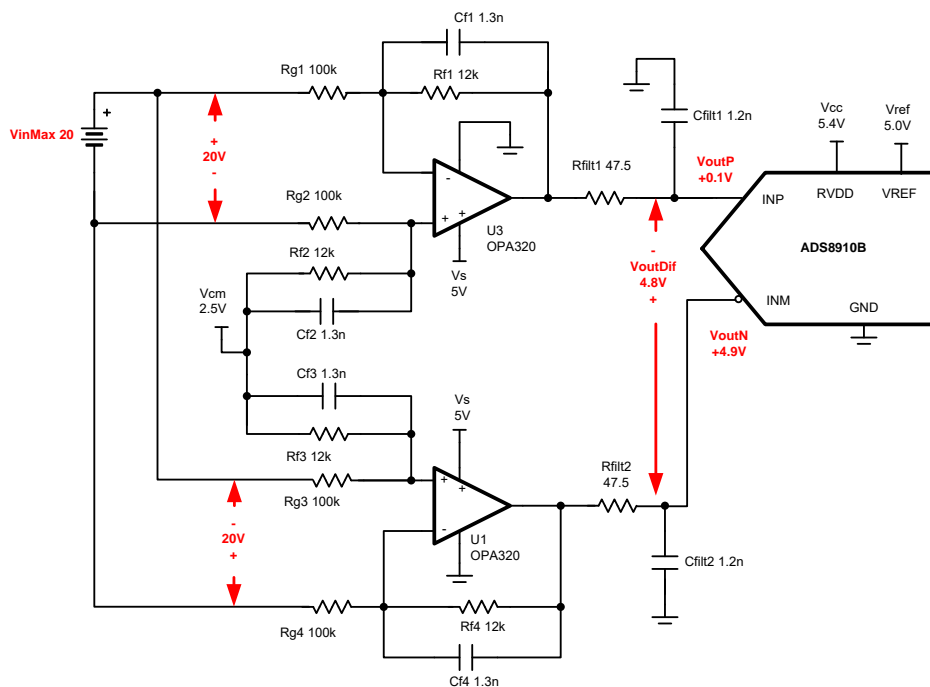 Cf1 1.3n
Rg1 100k
Rf1 12k
+
VinMax 20
+
20V
-
Cfilt1 1.2n
Vcc
5.4V
Vref
5.0V
-
+
+
U3
OPA320
Vs
5V
Rfilt1 47.5
VoutP
+0.1V
INP
RVDD
VREF
ADS8910B
Rg2 100k
Rf2 12k
Cf2 1.3n
Vcm
2.5V
-
VoutDif
4.8V
+
INM
GND
VoutN
+4.9V
Cf3 1.3n
Rf3 12k
Rg3 100k
Vs
5V
+
+
-
U1
OPA320
Rfilt2
47.5
Cfilt2 1.2n
-
20V
+
Rg4 100k
Rf4 12k
Cf4 1.3n